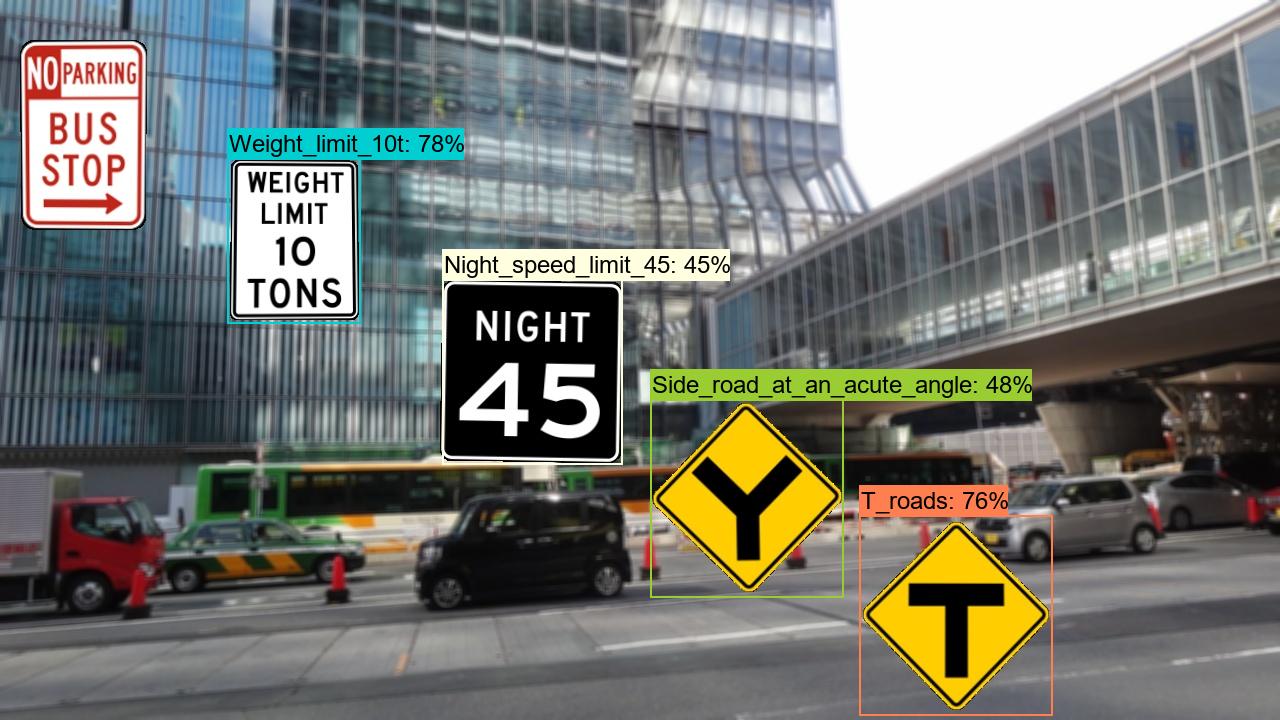 NO PARKING
BUS
STOP
Weight_limit_10t: 78%
WEIGHT
LIMIT
10
TONS
Night_speed_limit_45: 45%
NIGHT
45
Side_road_at_an_acute_angle: 48%
T_roads: 76%